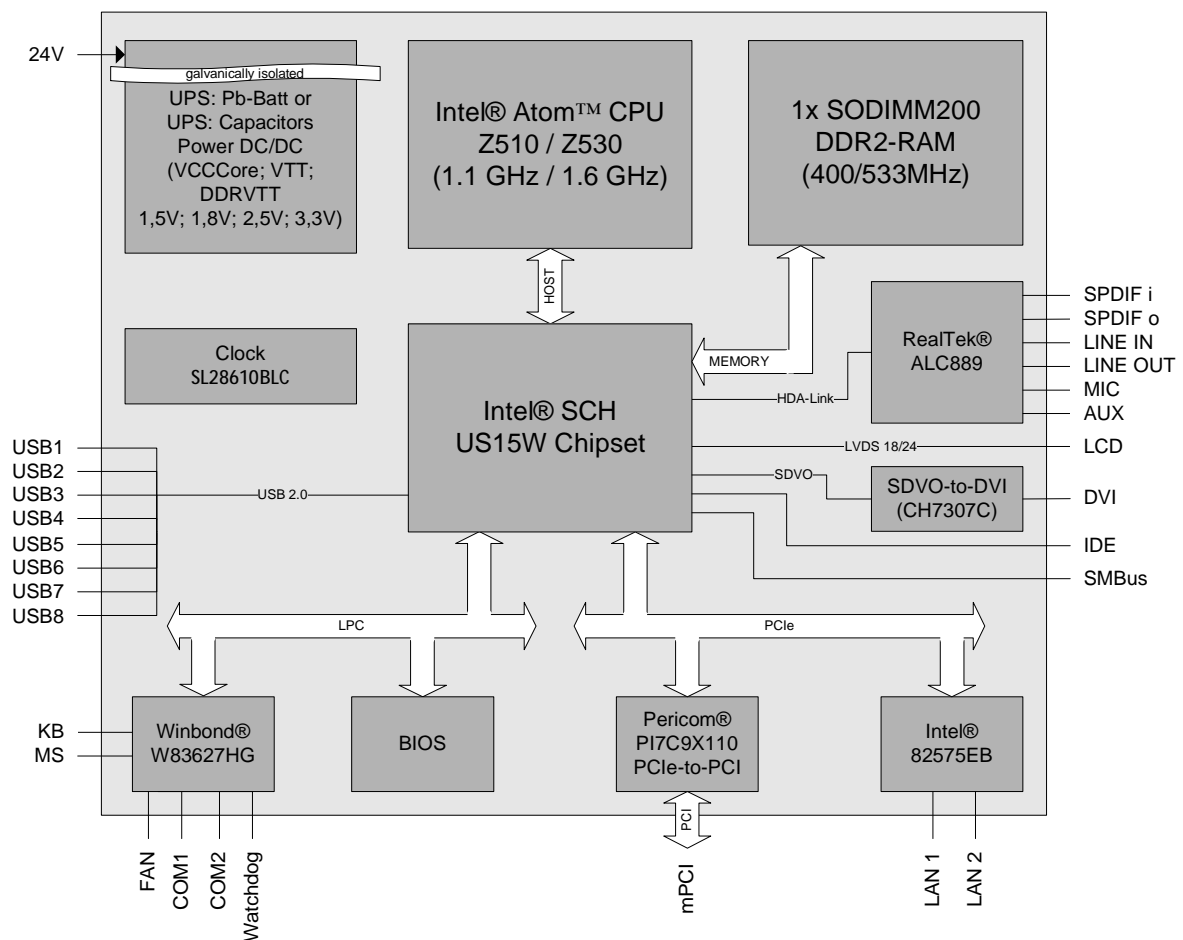 24V
galvanically isolated
UPS: Pb-Batt or
UPS: Capacitors
Power DC/DC
(VCCCore; VTT;
DDRVTT
1,5V; 1,8V; 2,5V; 3,3V)
Intel® Atom™ CPU
Z510 / Z530
(1.1 GHz / 1.6 GHz)
1x SODIMM200
DDR2-RAM
(400/533MHz)
HOST
MEMORY
Clock
SL28610BLC
Intel® SCH
US15W Chipset
RealTek®
ALC889
HDA-Link
SPDIF i
SPDIF o
LINE IN
LINE OUT
MIC
AUX
LVDS 18/24
LCD
SDVO
SDVO-to-DVI
(CH7307C)
DVI
IDE
SMBus
USB1
USB2
USB3
USB4
USB5
USB6
USB7
USB8
USB 2.0
LPC
PCIe
KB
MS
Winbond®
W83627HG
BIOS
Pericom®
PI7C9X110
PCIe-to-PCI
Intel®
82575EB
FAN
COM1
COM2
Watchdog
PCI
mPCI
LAN 1
LAN 2